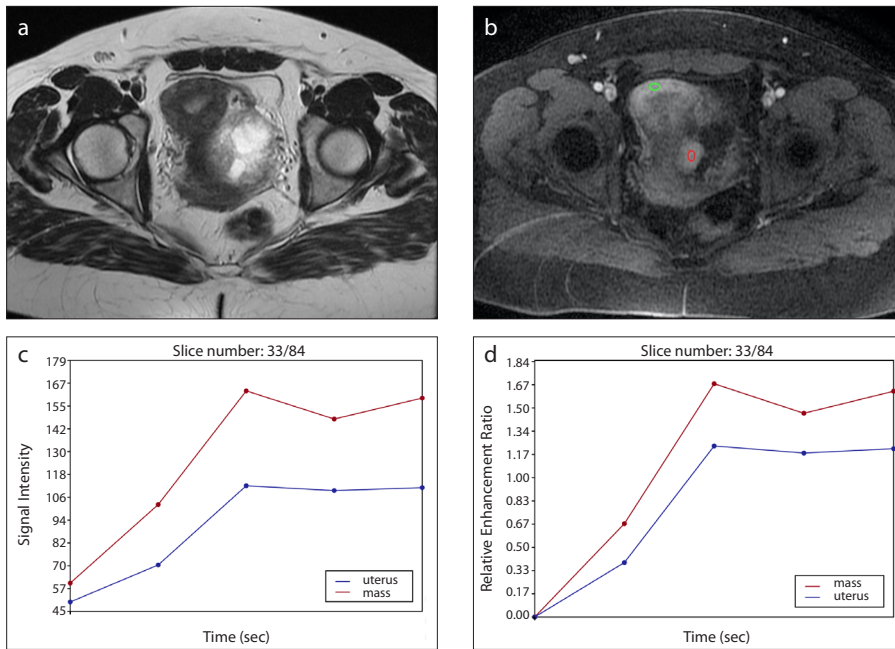 a
b
c
Slice number: 33/84
179
167
155
142
130
118
106
94
82
70
57
45
Signal Intensity
uterus
mass
Time (sec)
d
Slice number: 33/84
1.84
1.67
1.50
1.34
1.17
1.00
0.83
0.67
0.50
0.33
0.17
0.00
Relative Enhancement Ratio
mass
uterus
Time (sec)